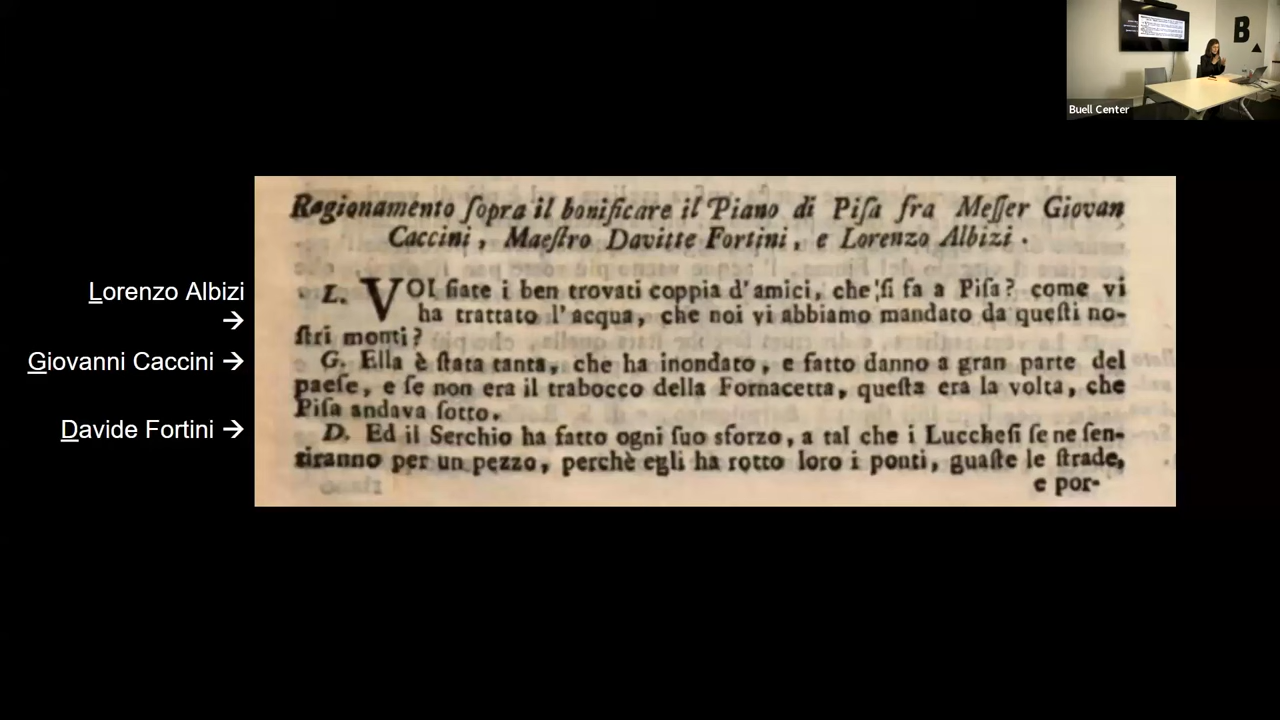 B
Buell Center
Ragionamento ſopra il bonificare il Piano di Piſa fra Meſſer Giovan
Caccini, Maeſtro Davitte Fortini, e Lorenzo Albizi.
Lorenzo Albizi →
L. VOI ſiate i ben trovati coppia d'amici, che ſi fa a Piſa? come vi
ha trattato l'acqua, che noi vi abbiamo mandato da queſti no-
ſtri monti?
Giovanni Caccini →
G. Ella è ſtata tanta, che ha inondato, e fatto danno a gran parte del
paeſe, e ſe non era il trabocco della Fornacetta, queſta era la volta, che
Piſa andava ſotto.
Davide Fortini →
D. Ed il Serchio ha fatto ogni ſuo sforzo, a tal che i Luccheſi ſe ne ſen-
tiranno per un pezzo, perchè egli ha rotto loro i ponti, guaſte le ſtrade,
e por-